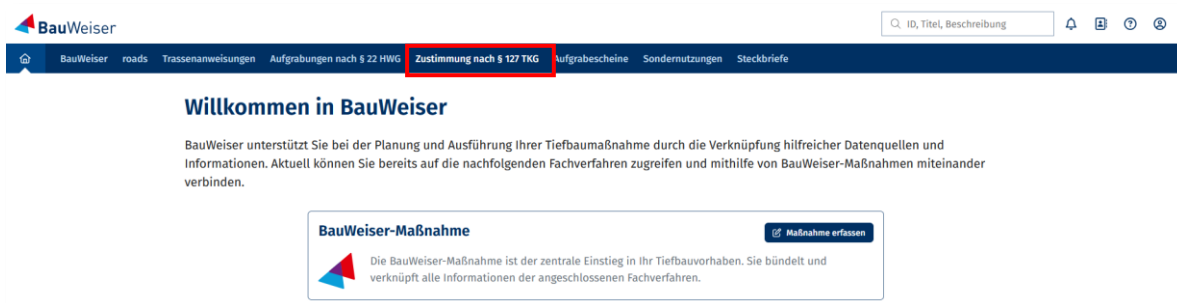 BauWeiser
ID, Titel, Beschreibung
BauWeiser roads Trassenanweisungen Aufgrabungen nach § 22 HWG Zustimmung nach § 127 TKG Aufgrabescheine Sondernutzungen Steckbriefe
Willkommen in BauWeiser
BauWeiser unterstützt Sie bei der Planung und Ausführung Ihrer Tiefbaumaßnahme durch die Verknüpfung hilfreicher Datenquellen und
Informationen. Aktuell können Sie bereits auf die nachfolgenden Fachverfahren zugreifen und mithilfe von BauWeiser-Maßnahmen miteinander
verbinden.
BauWeiser-Maßnahme
Maßnahme erfassen
Die BauWeiser-Maßnahme ist der zentrale Einstieg in Ihr Tiefbauvorhaben. Sie bündelt und
verknüpft alle Informationen der angeschlossenen Fachverfahren.